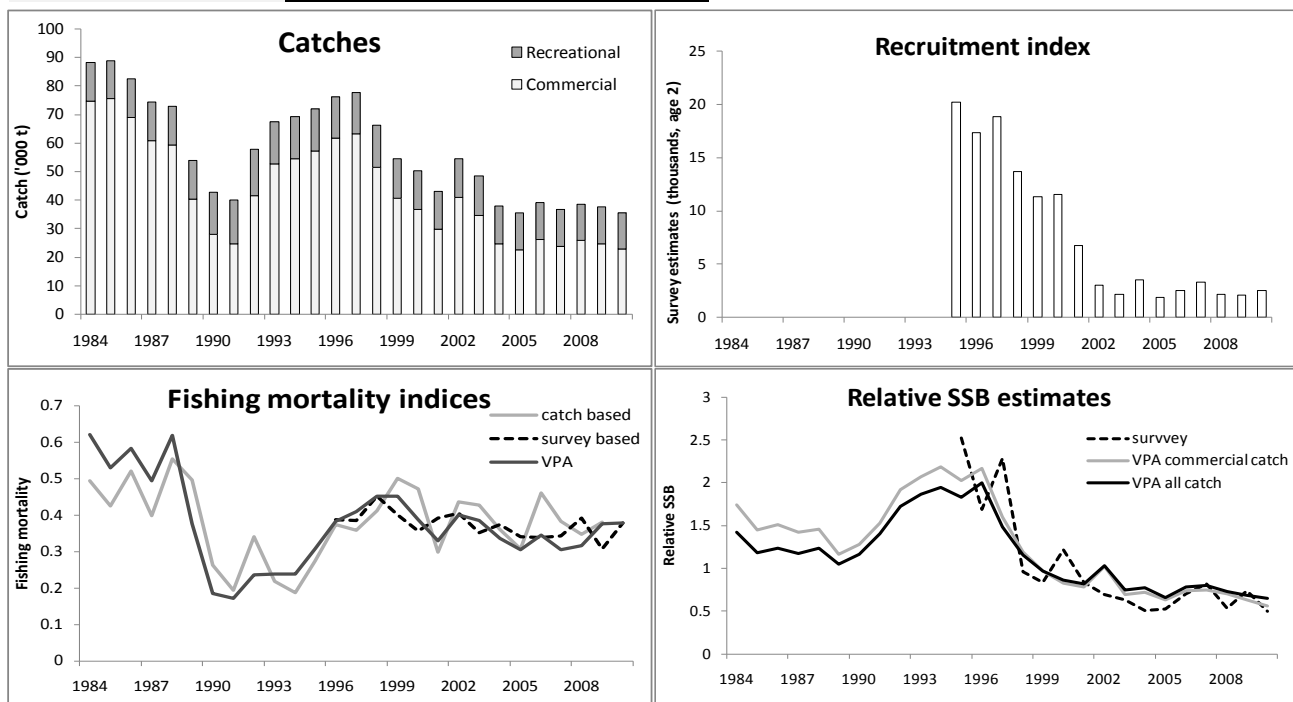 Catches
Recreational
Commercial
Catch ('000 t)
100
90
80
70
60
50
40
30
20
10
0
1984 1987 1990 1993 1996 1999 2002 2005 2008
Recruitment index
Survey estimates (thousands, age 2)
25
20
15
10
5
0
1984 1987 1990 1993 1996 1999 2002 2005 2008
Fishing mortality indices
catch based
survey based
VPA
Fishing mortality
0.7
0.6
0.5
0.4
0.3
0.2
0.1
0
1984 1987 1990 1993 1996 1999 2002 2005 2008
Relative SSB estimates
survvey
VPA commercial catch
VPA all catch
Relative SSB
3
2.5
2
1.5
1
0.5
0
1984 1987 1990 1993 1996 1999 2002 2005 2008